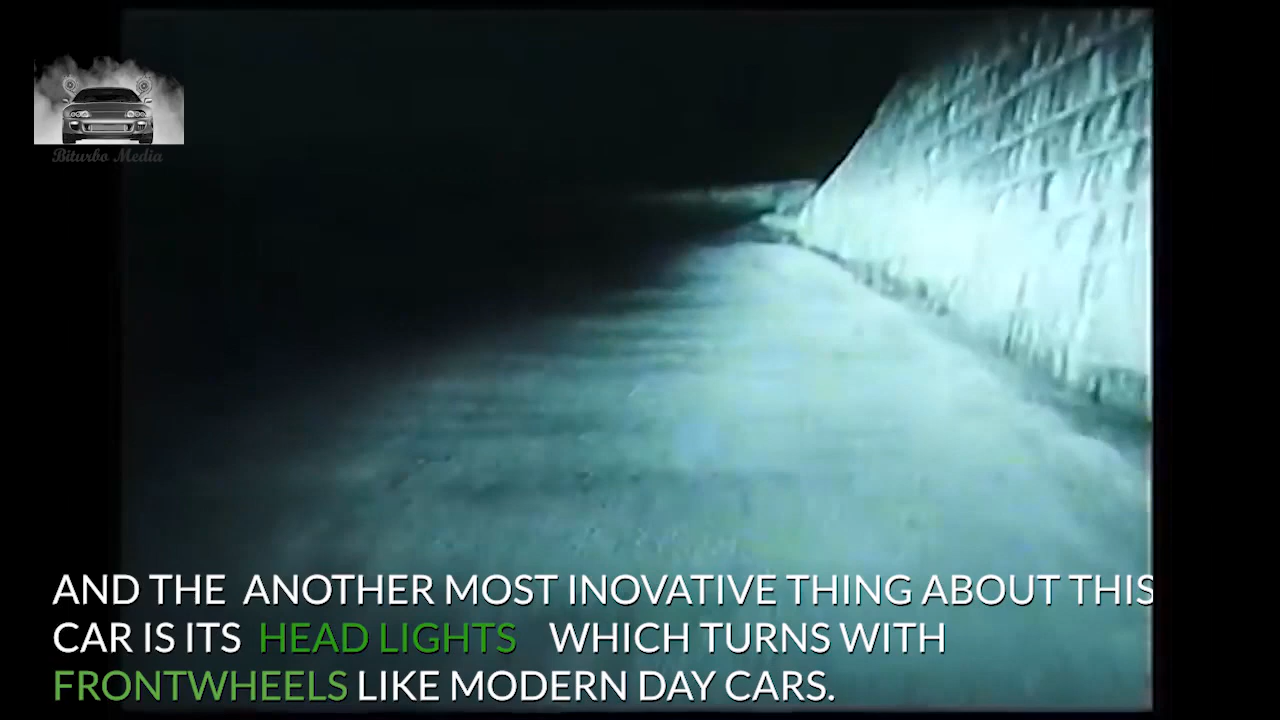 Biturbo Media
AND THE ANOTHER MOST INOVATIVE THING ABOUT THIS
CAR IS ITS HEAD LIGHTS WHICH TURNS WITH
FRONTWHEELS LIKE MODERN DAY CARS.